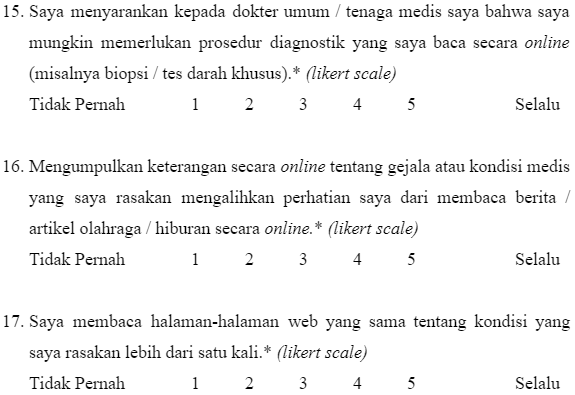 15. Saya menyarankan kepada dokter umum / tenaga medis saya bahwa saya
mungkin memerlukan prosedur diagnostik yang saya baca secara online
(misalnya biopsi / tes darah khusus).* (likert scale)
Tidak Pernah 1 2 3 4 5 Selalu
16. Mengumpulkan keterangan secara online tentang gejala atau kondisi medis
yang saya rasakan mengalihkan perhatian saya dari membaca berita /
artikel olahraga / hiburan secara online.* (likert scale)
Tidak Pernah 1 2 3 4 5 Selalu
17. Saya membaca halaman-halaman web yang sama tentang kondisi yang
saya rasakan lebih dari satu kali.* (likert scale)
Tidak Pernah 1 2 3 4 5 Selalu